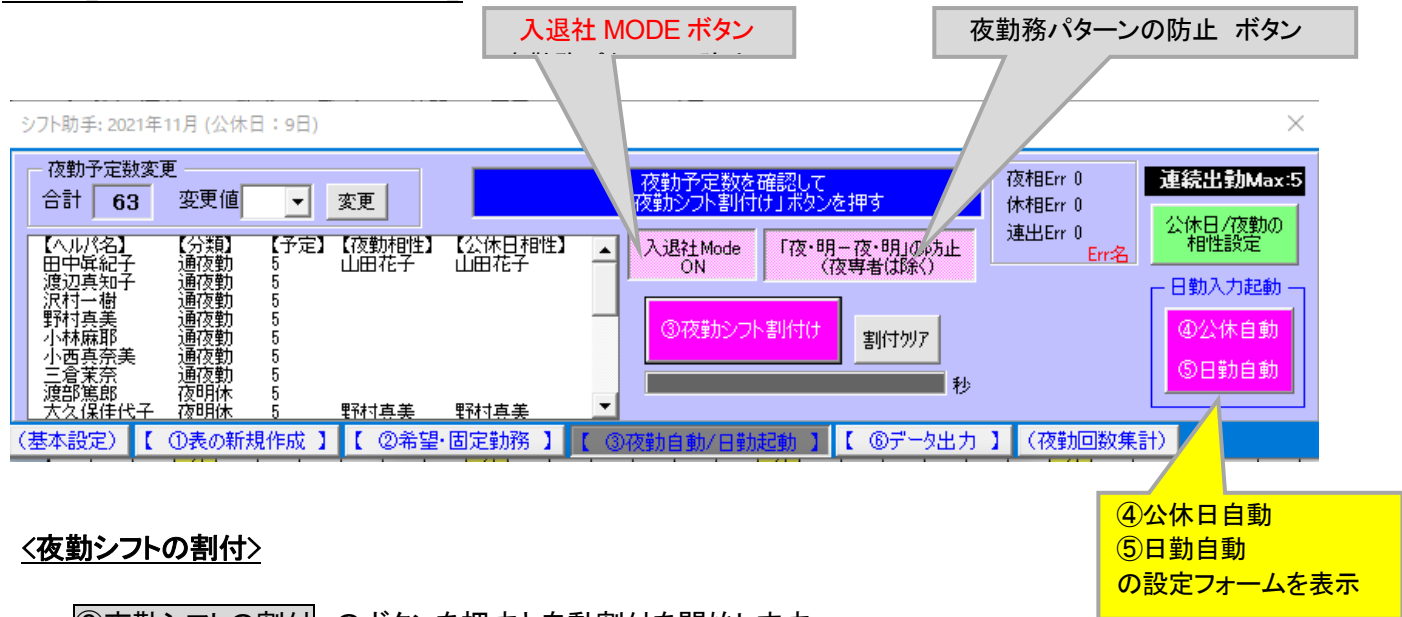 入退社 MODE ボタン
夜勤務パターンの防止 ボタン
シフト助手: 2021年11月 (公休日：9日)
夜勤予定数変更
合計 63 変更値 変更
夜勤予定数を確認して
夜勤シフト割付け」ボタンを押す
夜相Err 0
休相Err 0
連出Err 0
Err名
連続出勤Max:5
公休日/夜勤の
相性設定
【ヘルパ名】 【分類】 【予定】 【夜勤相性】 【公休日相性】
田中眞紀子 通夜勤 5 山田花子 山田花子
渡辺真知子 通夜勤 5
沢村一樹 通夜勤 5
野村真美 通夜勤 5
小林麻耶 通夜勤 5
小西真奈美 通夜勤 5
三倉茉奈 通夜勤 5
渡部篤郎 夜明休 5
大久保佳代子 夜明休 5 野村真美 野村真美
入退社Mode
ON
「夜・明ー夜・明」の防止
(夜専者は除く)
③夜勤シフト割付け
割付クリア
秒
日勤入力起動
④公休自動
⑤日勤自動
(基本設定) 【 ①表の新規作成 】 【 ②希望・固定勤務 】 【 ③夜勤自動/日勤起動 】 【 ⑥データ出力 】 (夜勤回数集計)
④公休日自動
⑤日勤自動
の設定フォームを表示
<夜勤シフトの割付>